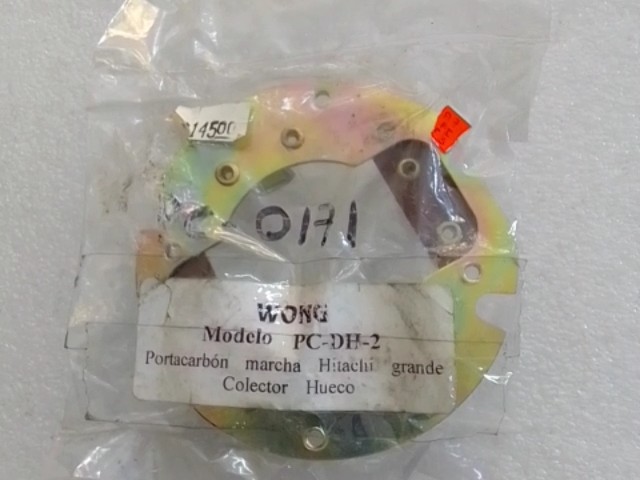 14500
0171
WONG
Modelo PC-DH-2
Portacarbón marcha Hitachi grande
Colector Hueco